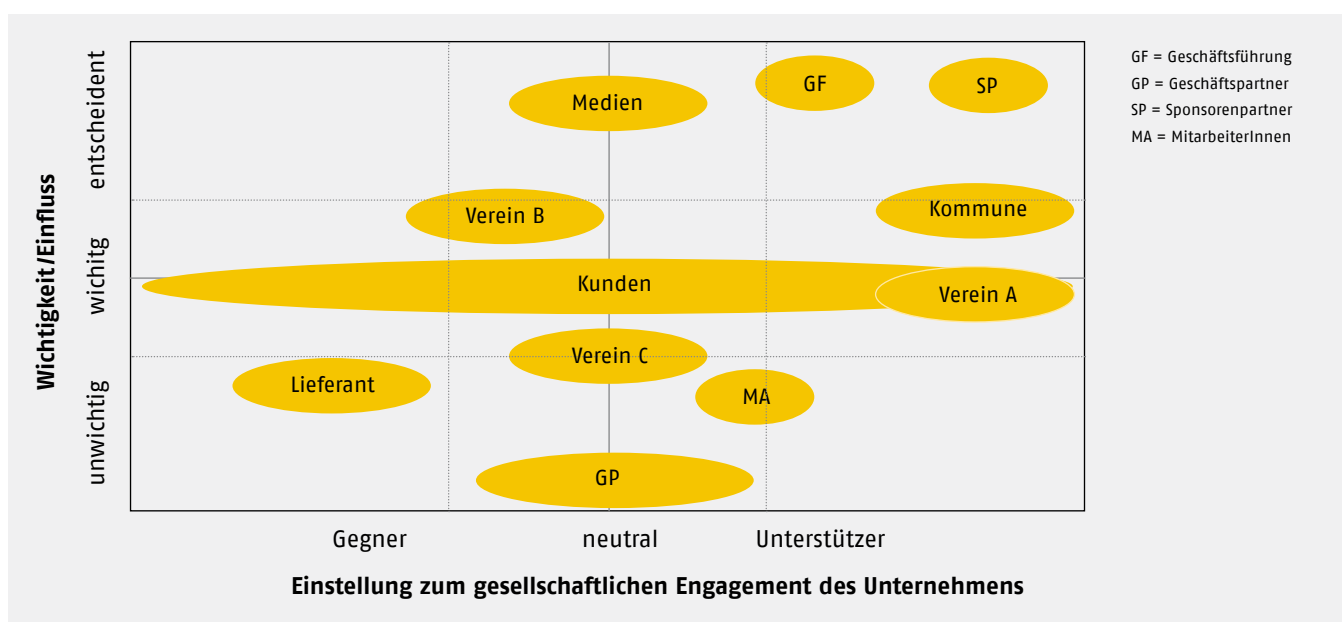 GF = Geschäftsführung
GP = Geschäftspartner
SP = Sponsorenpartner
MA = MitarbeiterInnen
Wichtigkeit/Einfluss
entscheident
wichitg
unwichtig
GF
SP
Medien
Kommune
Verein B
Kunden
Verein A
Verein C
Lieferant
MA
GP
Gegner
neutral
Unterstützer
Einstellung zum gesellschaftlichen Engagement des Unternehmens